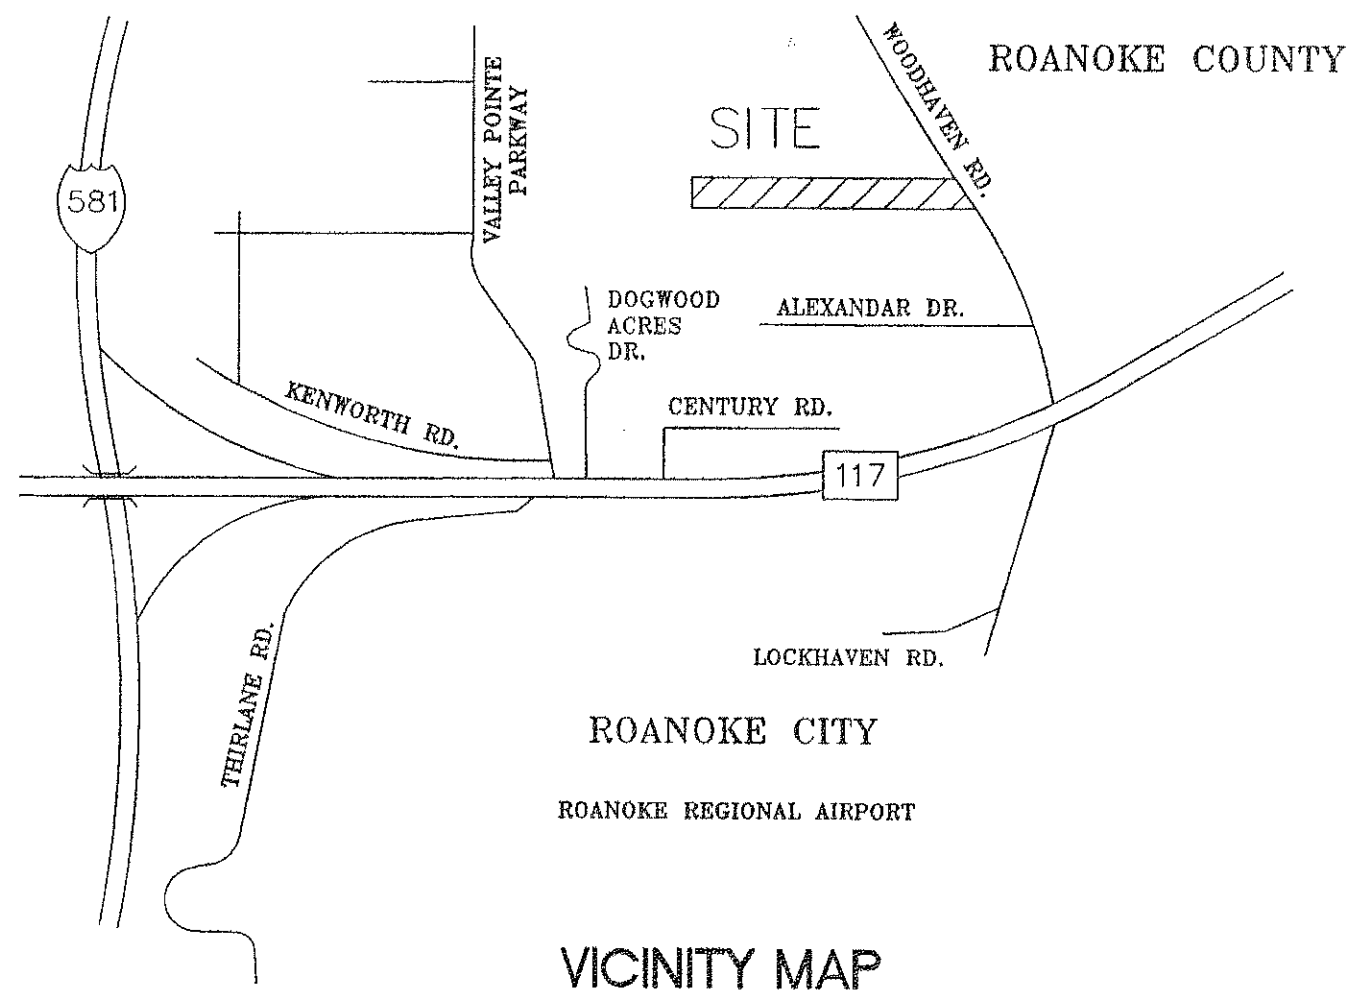 ROANOKE COUNTY
WOODHAVEN RD.
SITE
VALLEY POINTE
PARKWAY
581
DOGWOOD
ACRES
DR.
ALEXANDAR DR.
KENWORTH RD.
CENTURY RD.
117
THIRLANE RD.
LOCKHAVEN RD.
ROANOKE CITY
ROANOKE REGIONAL AIRPORT
VICINITY MAP